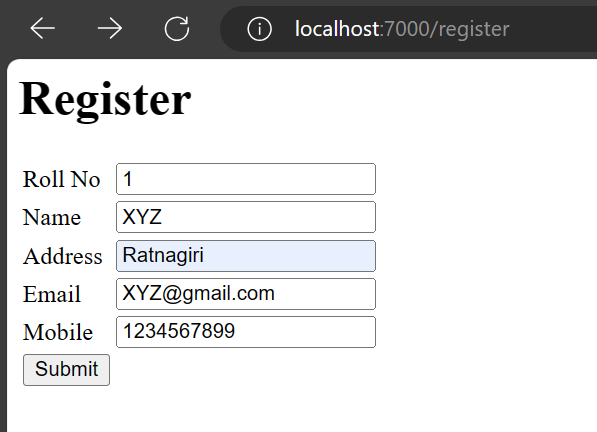 localhost:7000/register
Register
Roll No 1
Name XYZ
Address Ratnagiri
Email XYZ@gmail.com
Mobile 1234567899
Submit